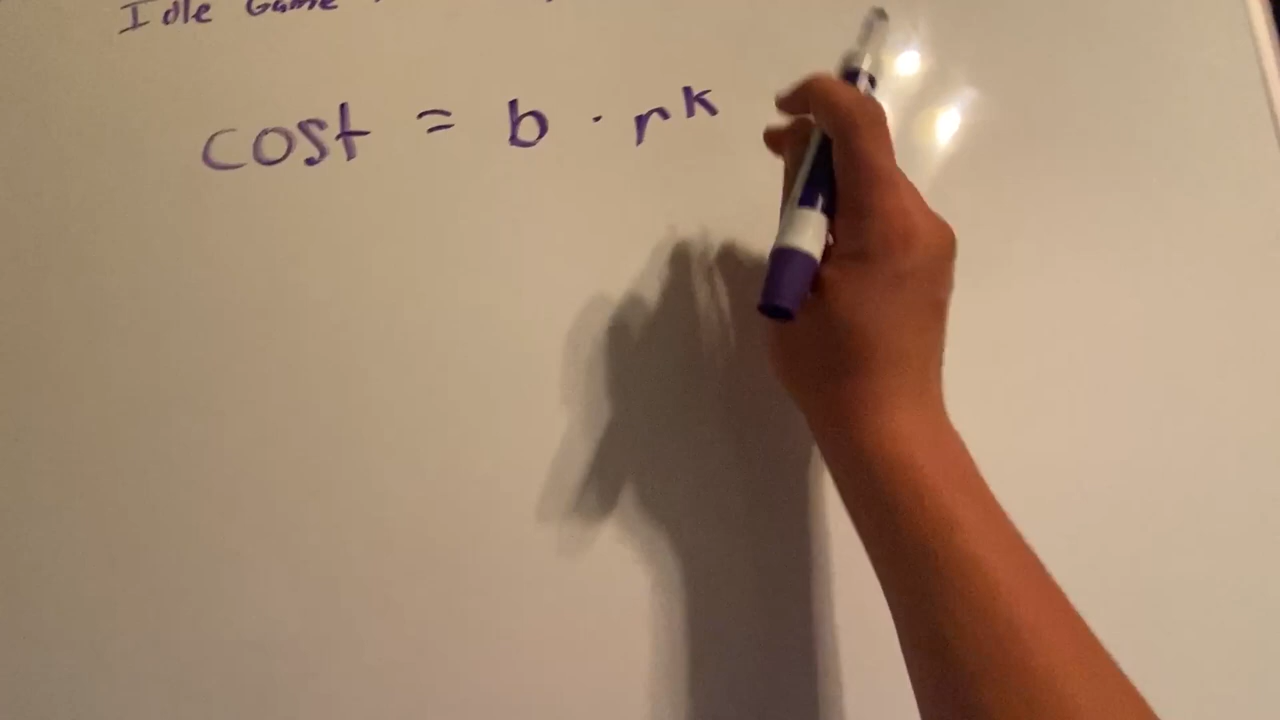 Idle Game
cost = b · r^k